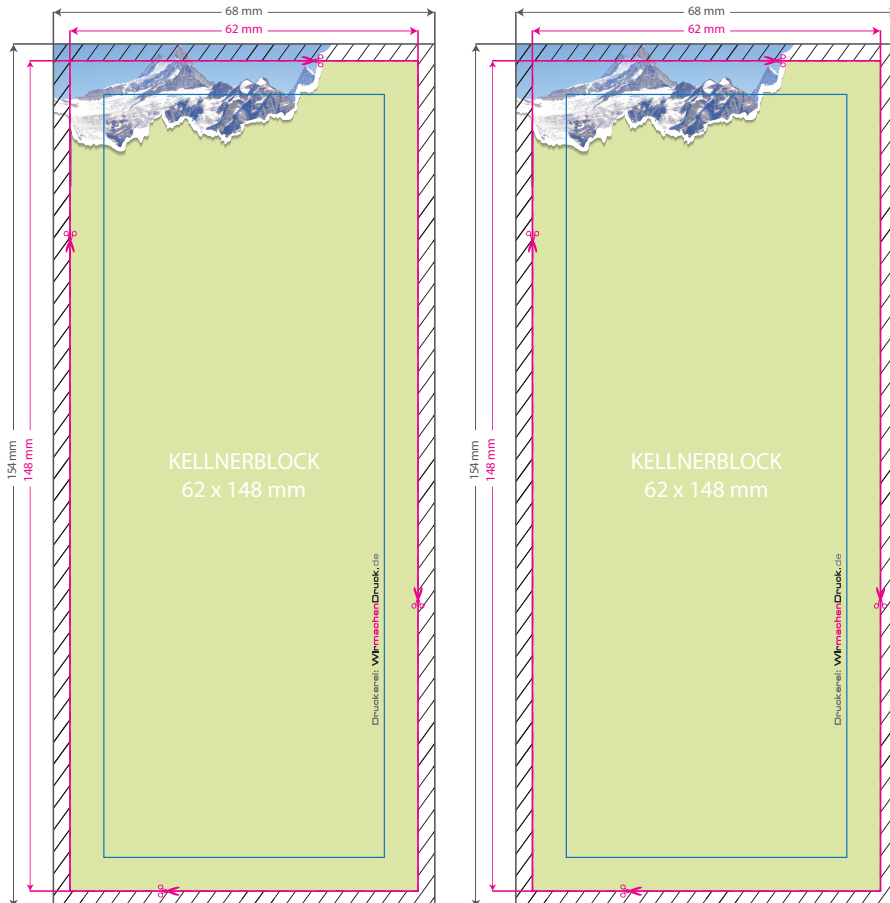 68 mm
62 mm
154 mm
148 mm
KELLNERBLOCK
62 x 148 mm
Druckerei: WIrmachenDruck.de
68 mm
62 mm
154 mm
148 mm
KELLNERBLOCK
62 x 148 mm
Druckerei: WIrmachenDruck.de